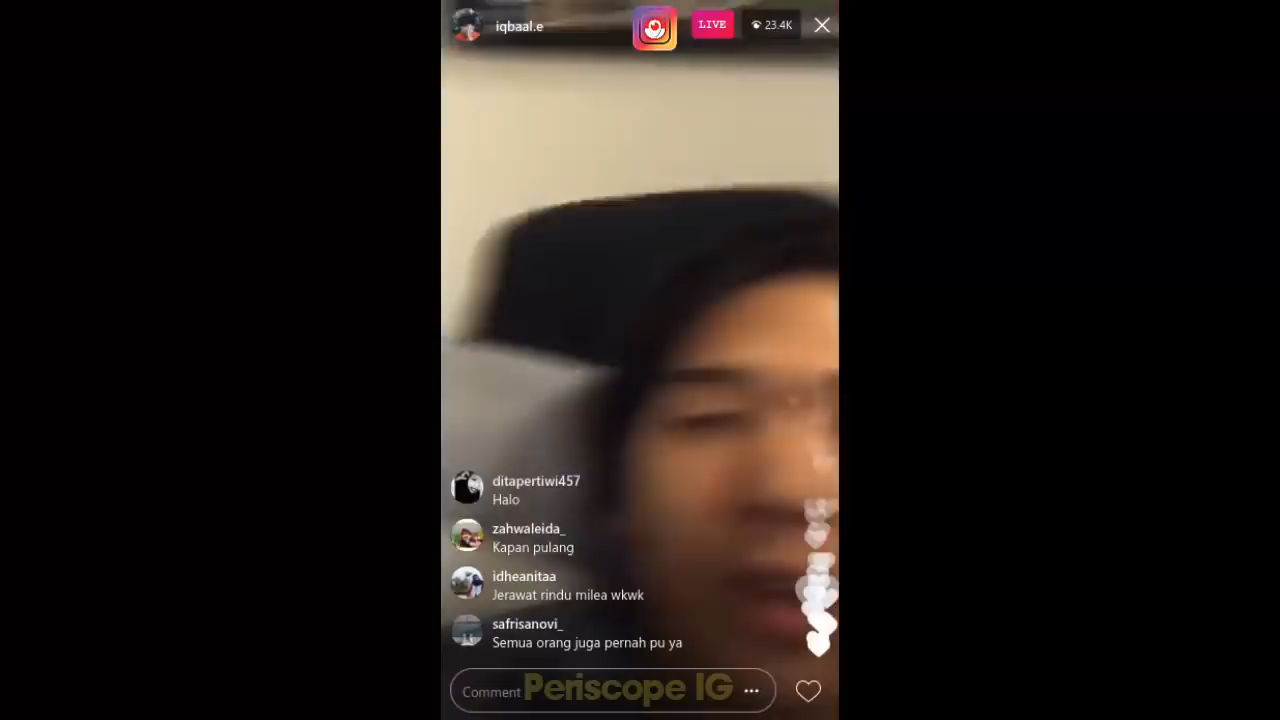 iqbaal.e
LIVE
23.4K
ditapertiwi457
Halo
zahwaleida_
Kapan pulang
idheanitaa
Jerawat rindu milea wkwk
safrisanovi_
Semua orang juga pernah pu ya
Comment
Periscope IG